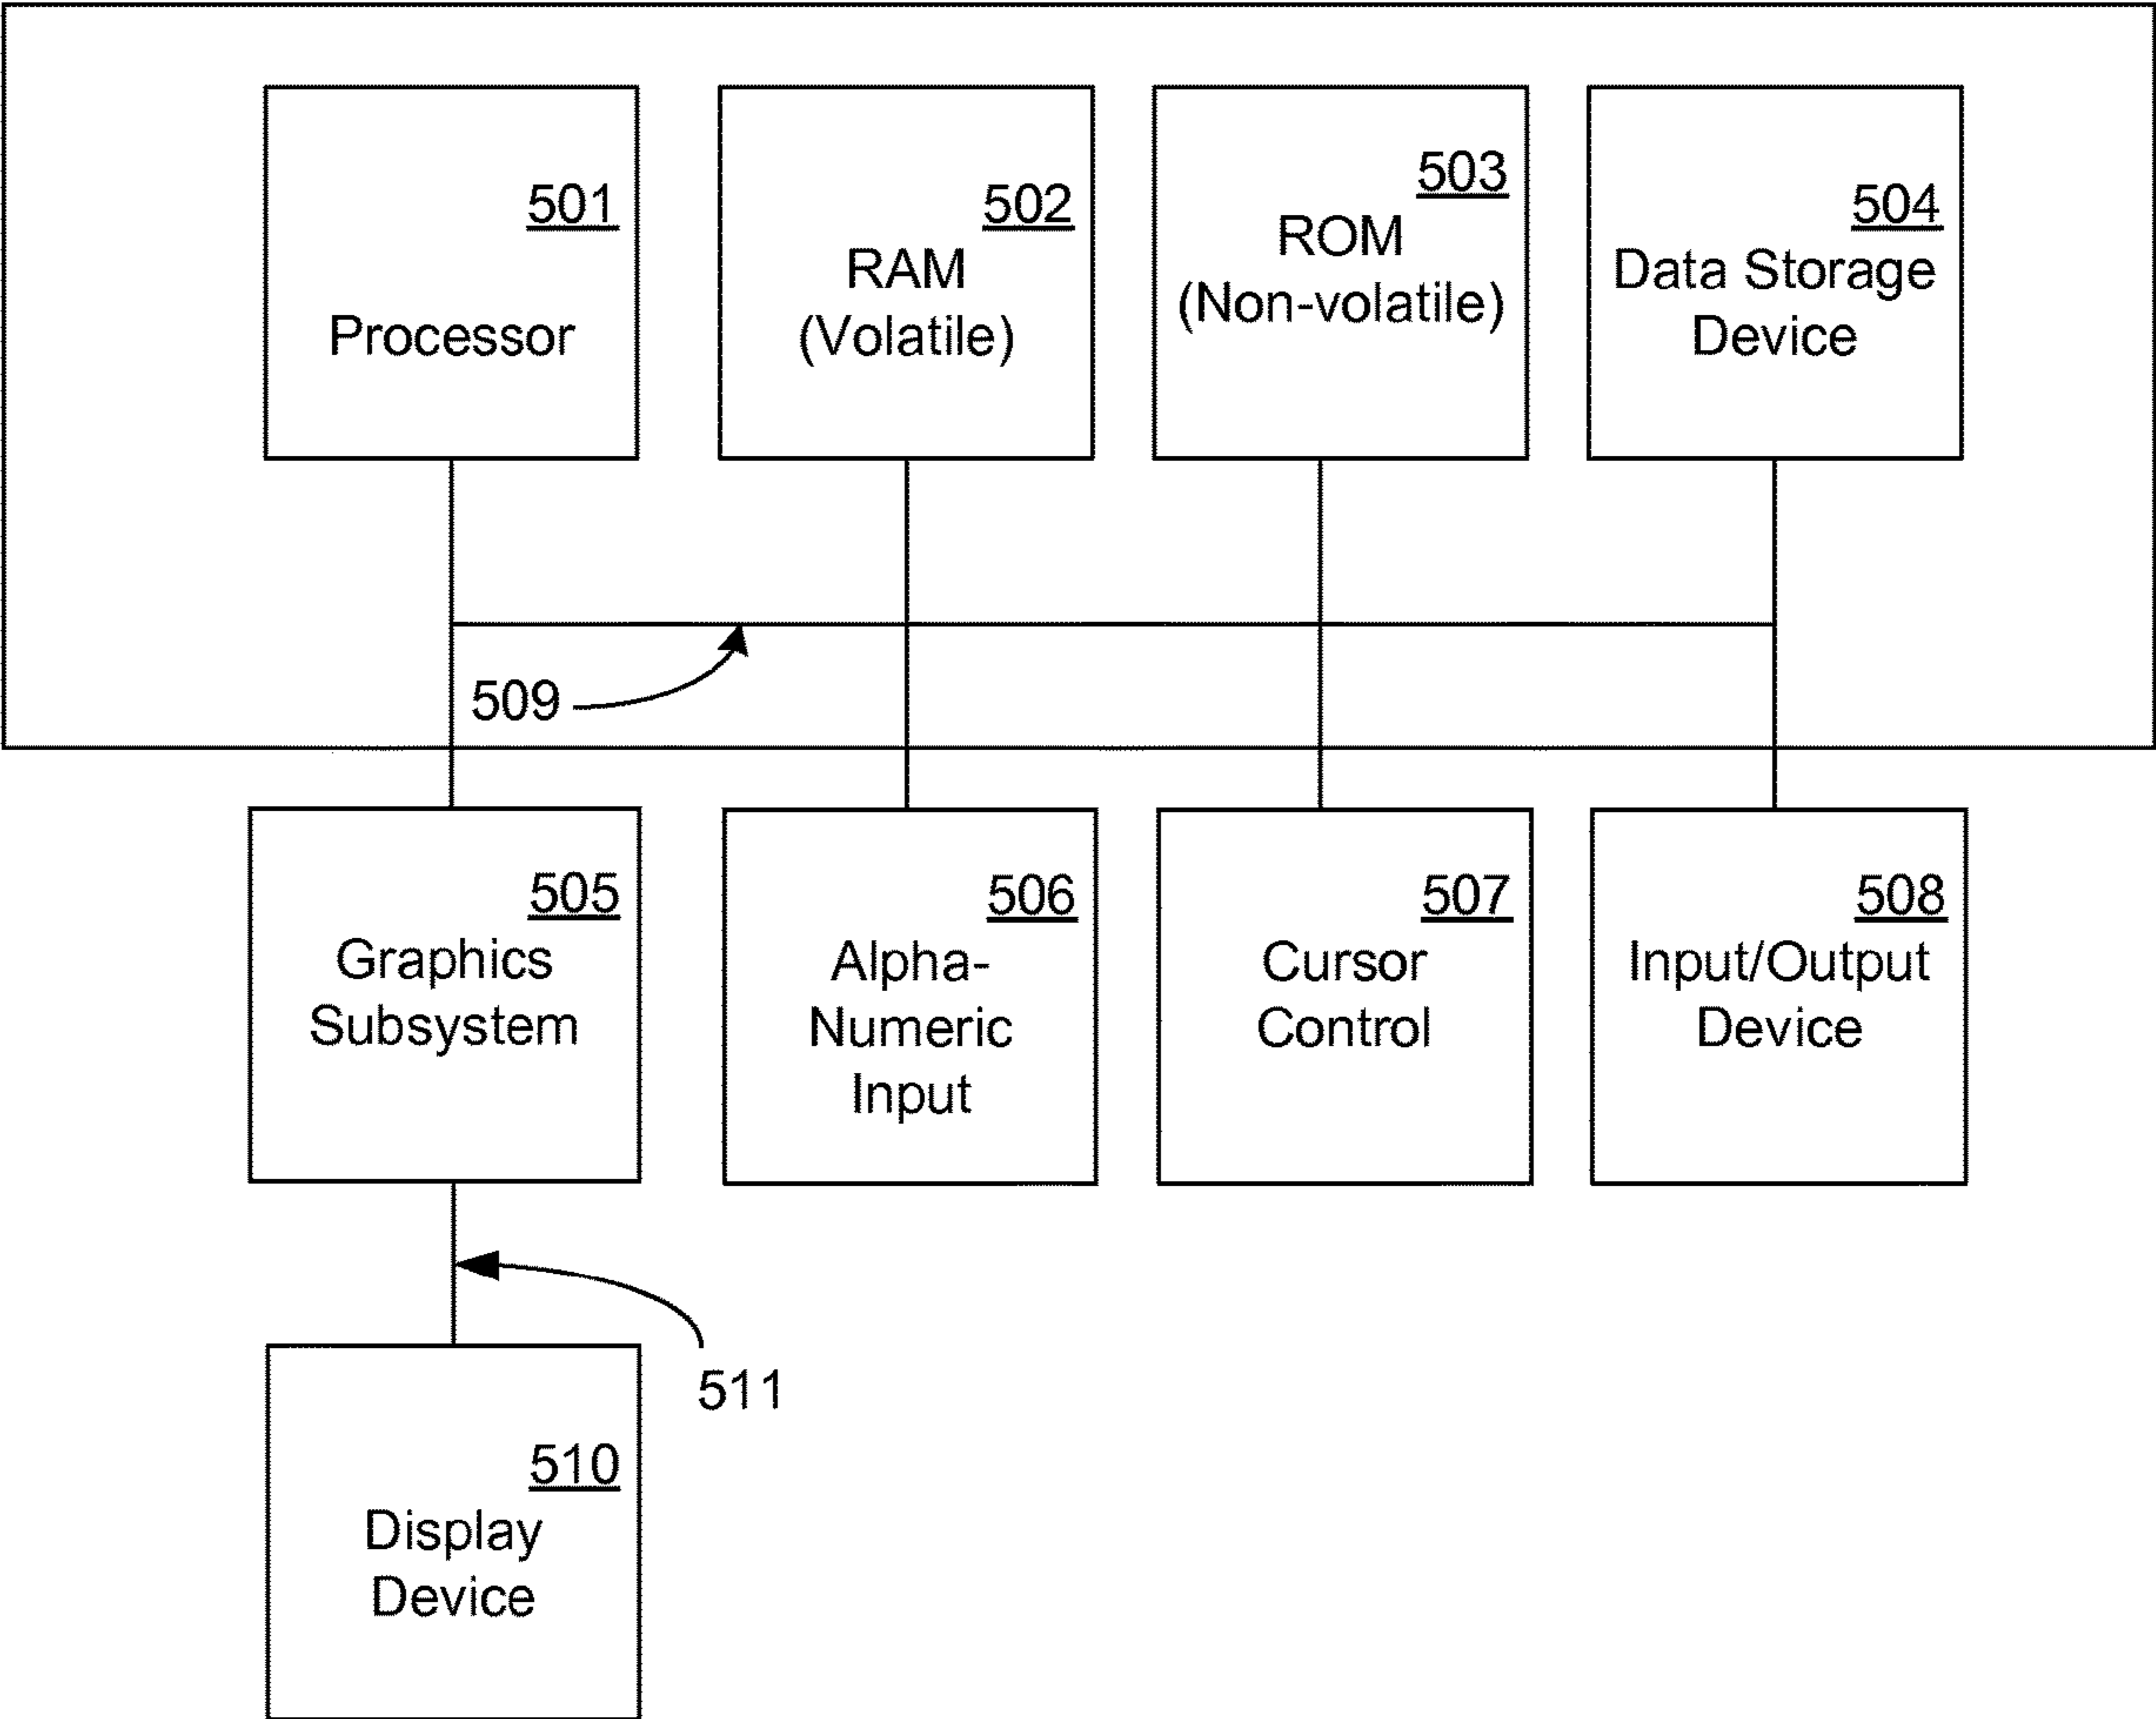 501
Processor
502
RAM
(Volatile)
503
ROM
(Non-volatile)
504
Data Storage
Device
509
505
Graphics
Subsystem
506
Alpha-
Numeric
Input
507
Cursor
Control
508
Input/Output
Device
511
510
Display
Device